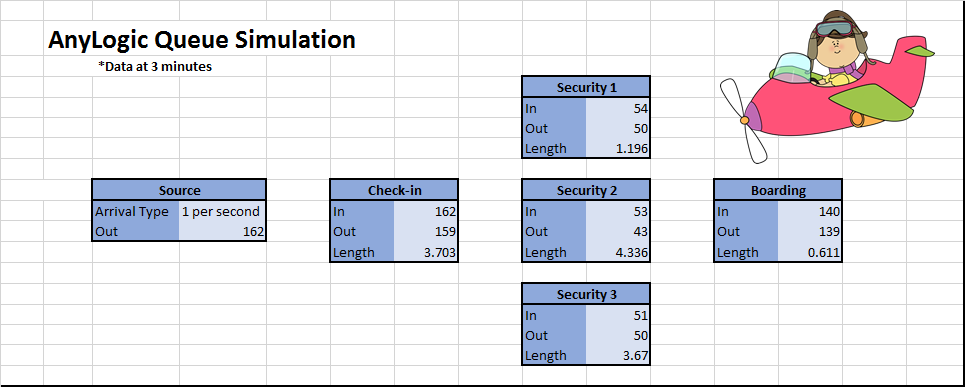 AnyLogic Queue Simulation
*Data at 3 minutes
Security 1
In 54
Out 50
Length 1.196
Source
Arrival Type 1 per second
Out 162
Check-in
In 162
Out 159
Length 3.703
Security 2
In 53
Out 43
Length 4.336
Boarding
In 140
Out 139
Length 0.611
Security 3
In 51
Out 50
Length 3.67